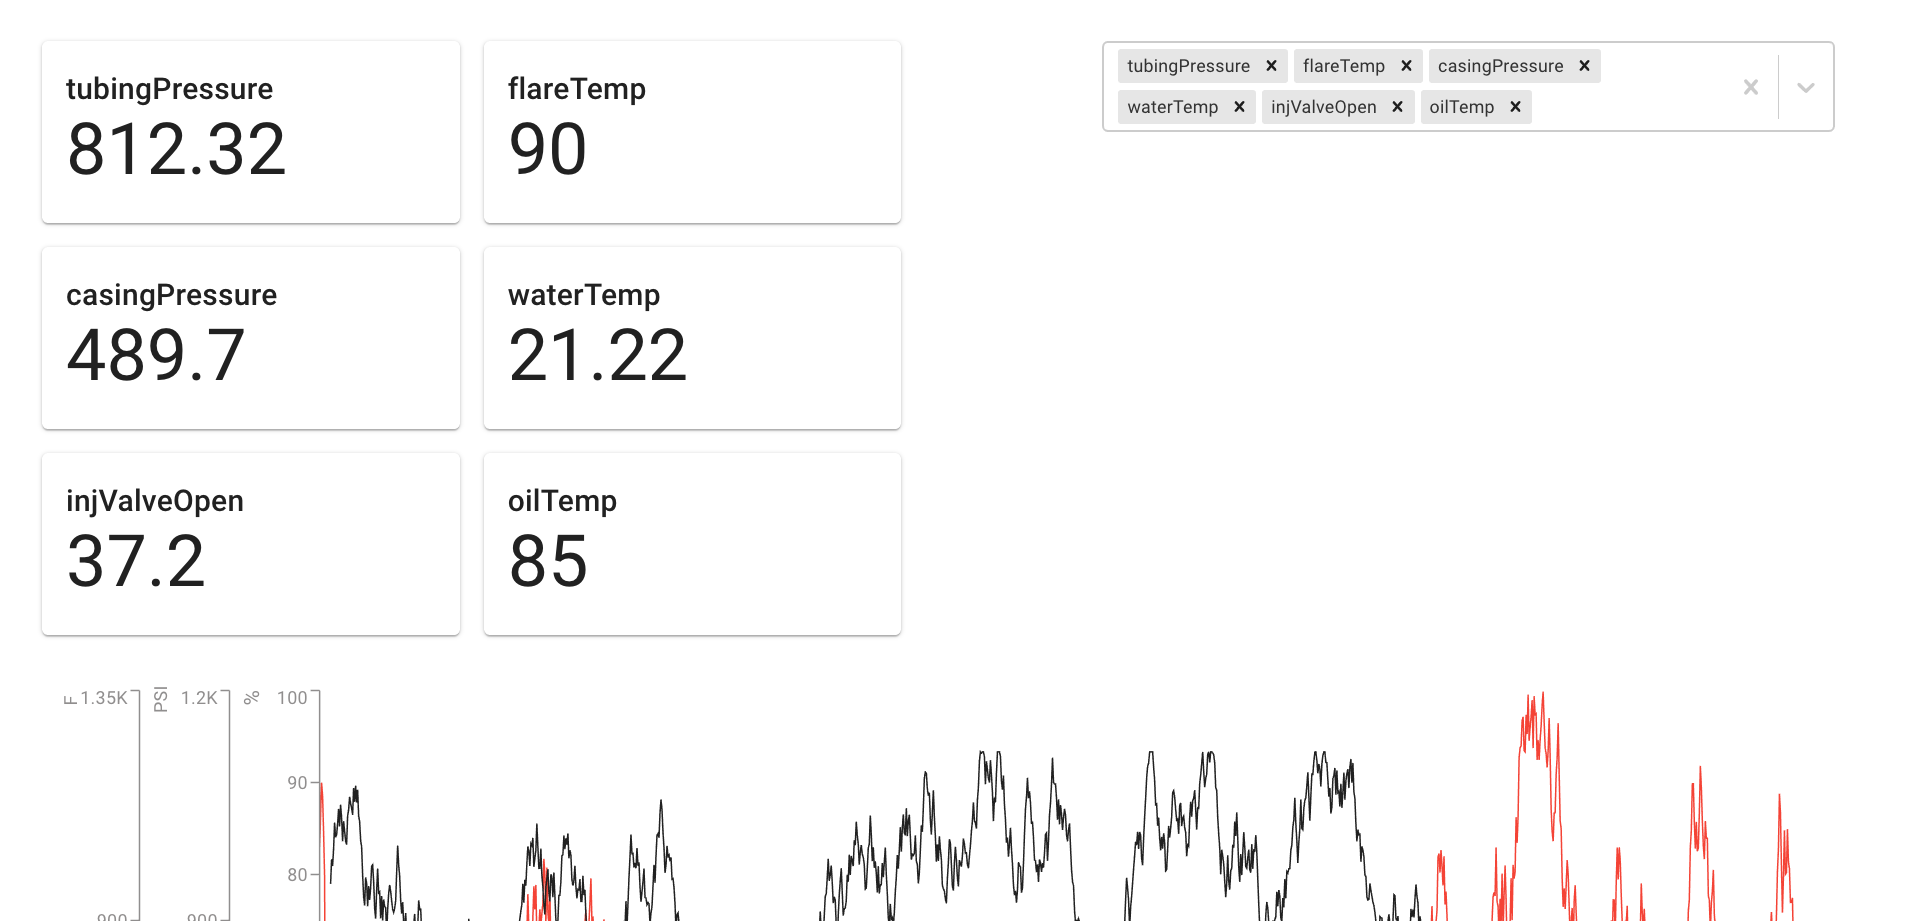 tubingPressure
812.32
flareTemp
90
tubingPressure × flareTemp × casingPressure ×
waterTemp × injValveOpen × oilTemp ×
casingPressure
489.7
waterTemp
21.22
injValveOpen
37.2
oilTemp
85
F 1.35K PSI 1.2K % 100
90
80
900 900